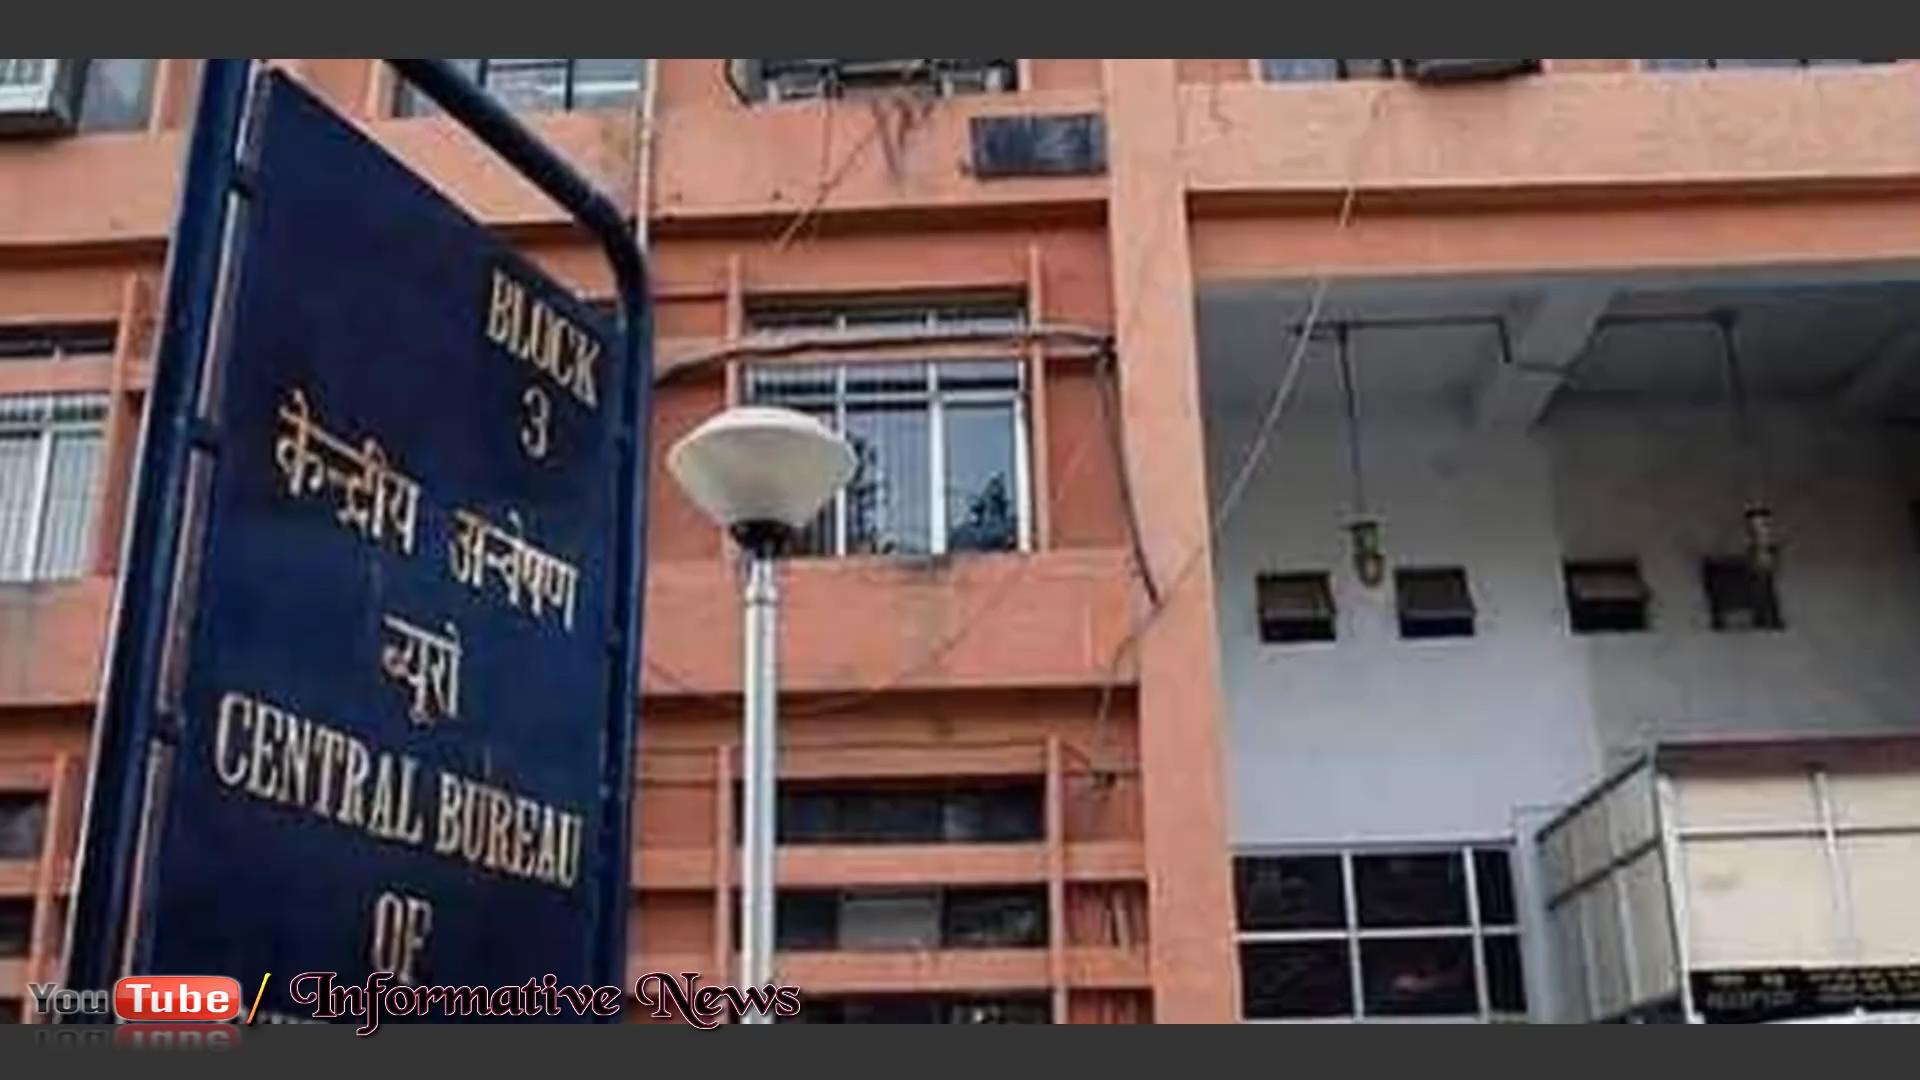 BLOCK
3
केन्द्रीय अन्वेषण
ब्यूरो
CENTRAL BUREAU
OF
YouTube / Informative News